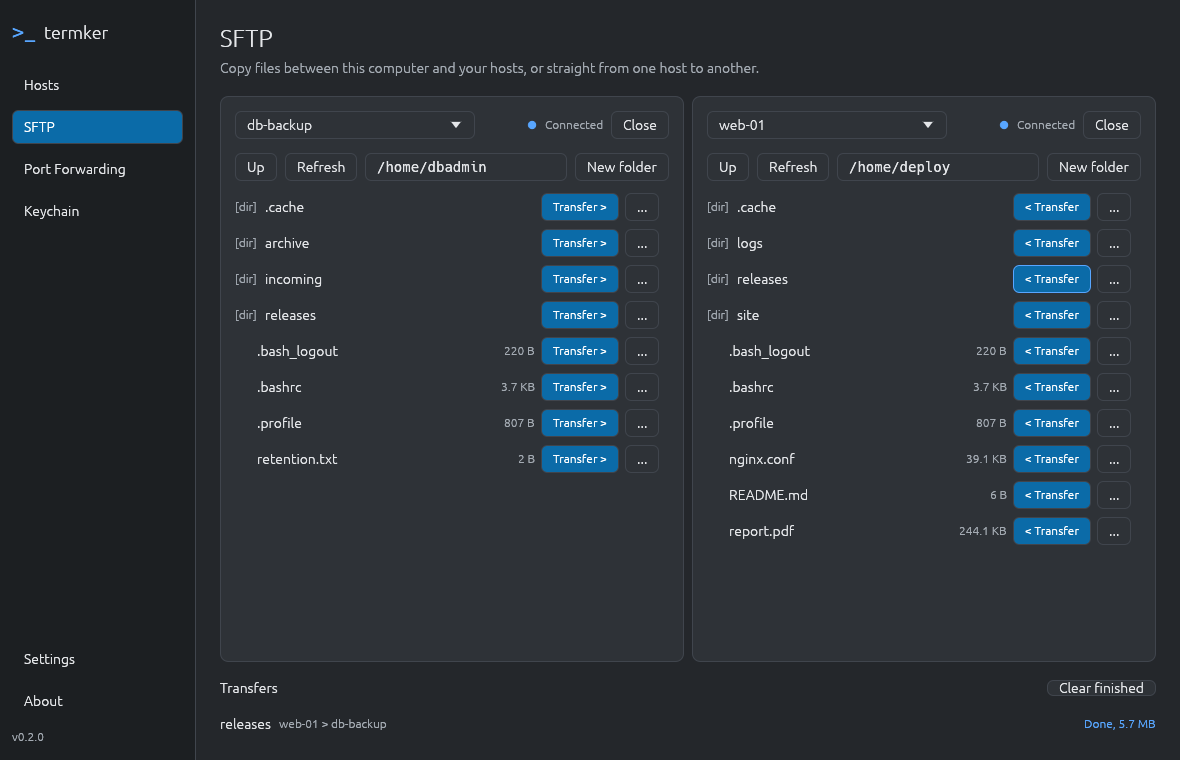 >_ termker
Hosts
SFTP
Port Forwarding
Keychain
Settings
About
v0.2.0
SFTP
Copy files between this computer and your hosts, or straight from one host to another.
db-backup Connected Close
Up Refresh /home/dbadmin New folder
[dir] .cache Transfer > ...
[dir] archive Transfer > ...
[dir] incoming Transfer > ...
[dir] releases Transfer > ...
.bash_logout 220 B Transfer > ...
.bashrc 3.7 KB Transfer > ...
.profile 807 B Transfer > ...
retention.txt 2 B Transfer > ...
web-01 Connected Close
Up Refresh /home/deploy New folder
[dir] .cache < Transfer ...
[dir] logs < Transfer ...
[dir] releases < Transfer ...
[dir] site < Transfer ...
.bash_logout 220 B < Transfer ...
.bashrc 3.7 KB < Transfer ...
.profile 807 B < Transfer ...
nginx.conf 39.1 KB < Transfer ...
README.md 6 B < Transfer ...
report.pdf 244.1 KB < Transfer ...
Transfers Clear finished
releases web-01 > db-backup Done, 5.7 MB